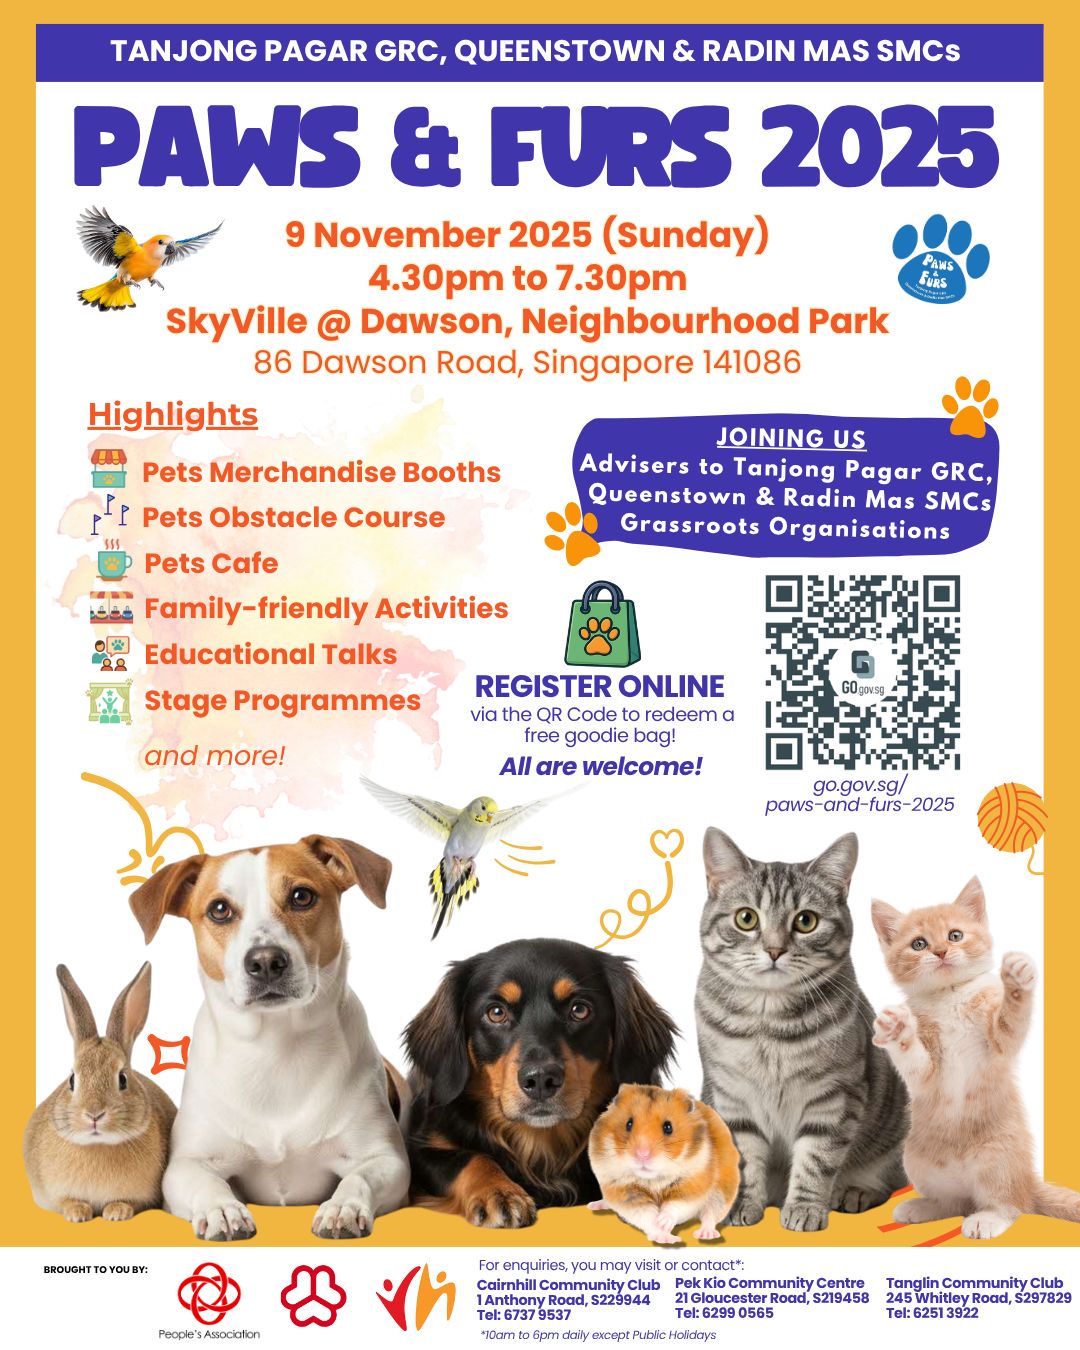 TANJONG PAGAR GRC, QUEENSTOWN & RADIN MAS SMCs
PAWS & FURS 2025
9 November 2025 (Sunday)
4.30pm to 7.30pm
SkyVille @ Dawson, Neighbourhood Park
86 Dawson Road, Singapore 141086
PAWS
&
FURS
Highlights
Pets Merchandise Booths
Pets Obstacle Course
Pets Cafe
Family-friendly Activities
Educational Talks
Stage Programmes
and more!
JOINING US
Advisers to Tanjong Pagar GRC,
Queenstown & Radin Mas SMCs
Grassroots Organisations
REGISTER ONLINE
via the QR Code to redeem a
free goodie bag!
All are welcome!
GO.gov.sg
go.gov.sg/
paws-and-furs-2025
BROUGHT TO YOU BY:
People's Association
For enquiries, you may visit or contact*:
Cairnhill Community Club
1 Anthony Road, S229944
Tel: 6737 9537
Pek Kio Community Centre
21 Gloucester Road, S219458
Tel: 6299 0565
Tanglin Community Club
245 Whitley Road, S297829
Tel: 6251 3922
*10am to 6pm daily except Public Holidays